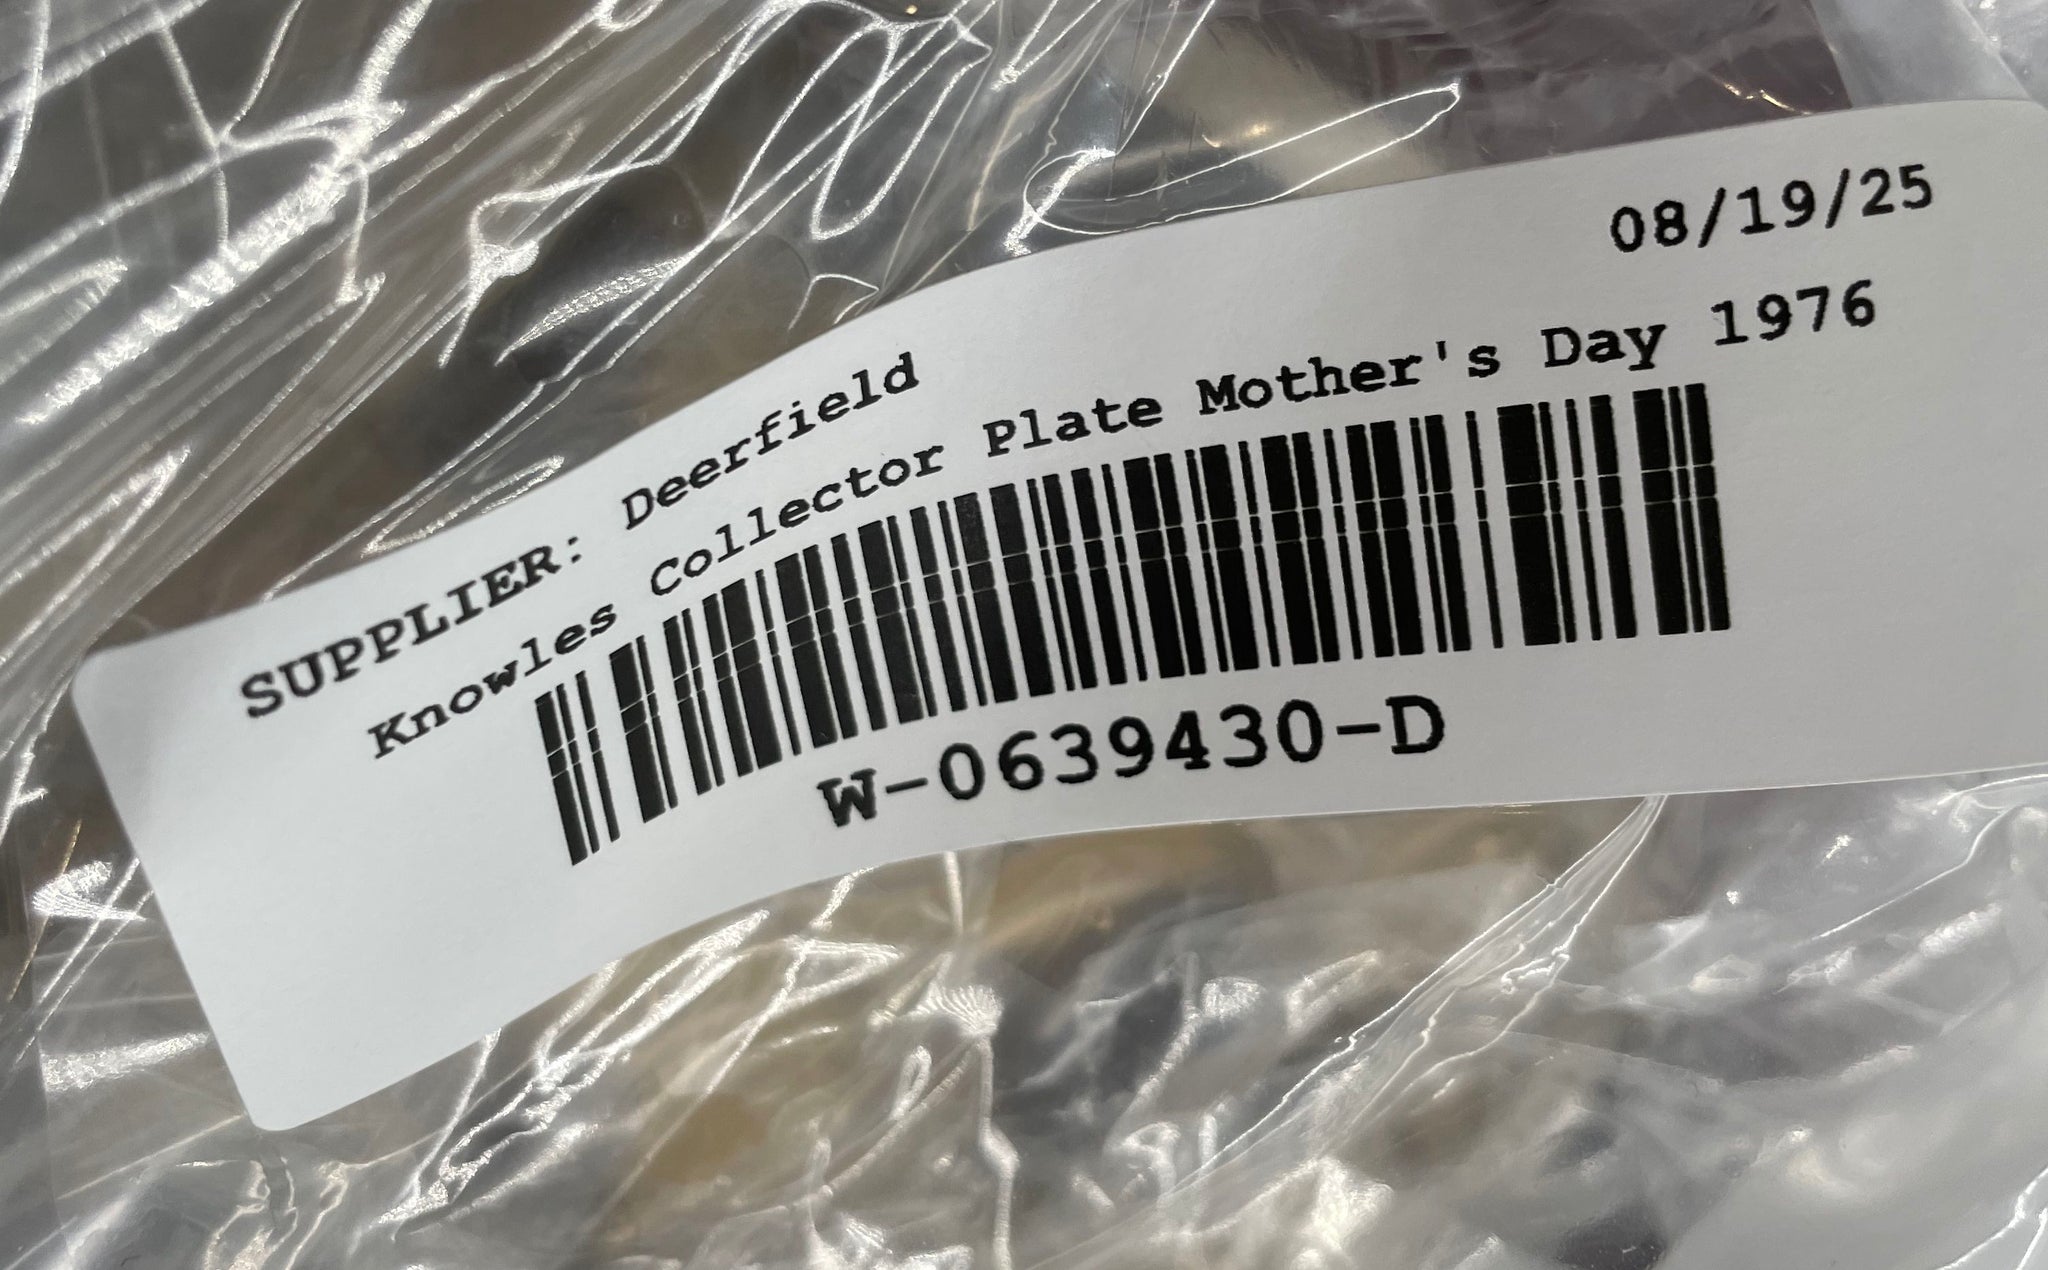 08/19/25
SUPPLIER: Deerfield
Knowles Collector Plate Mother's Day 1976
W-0639430-D